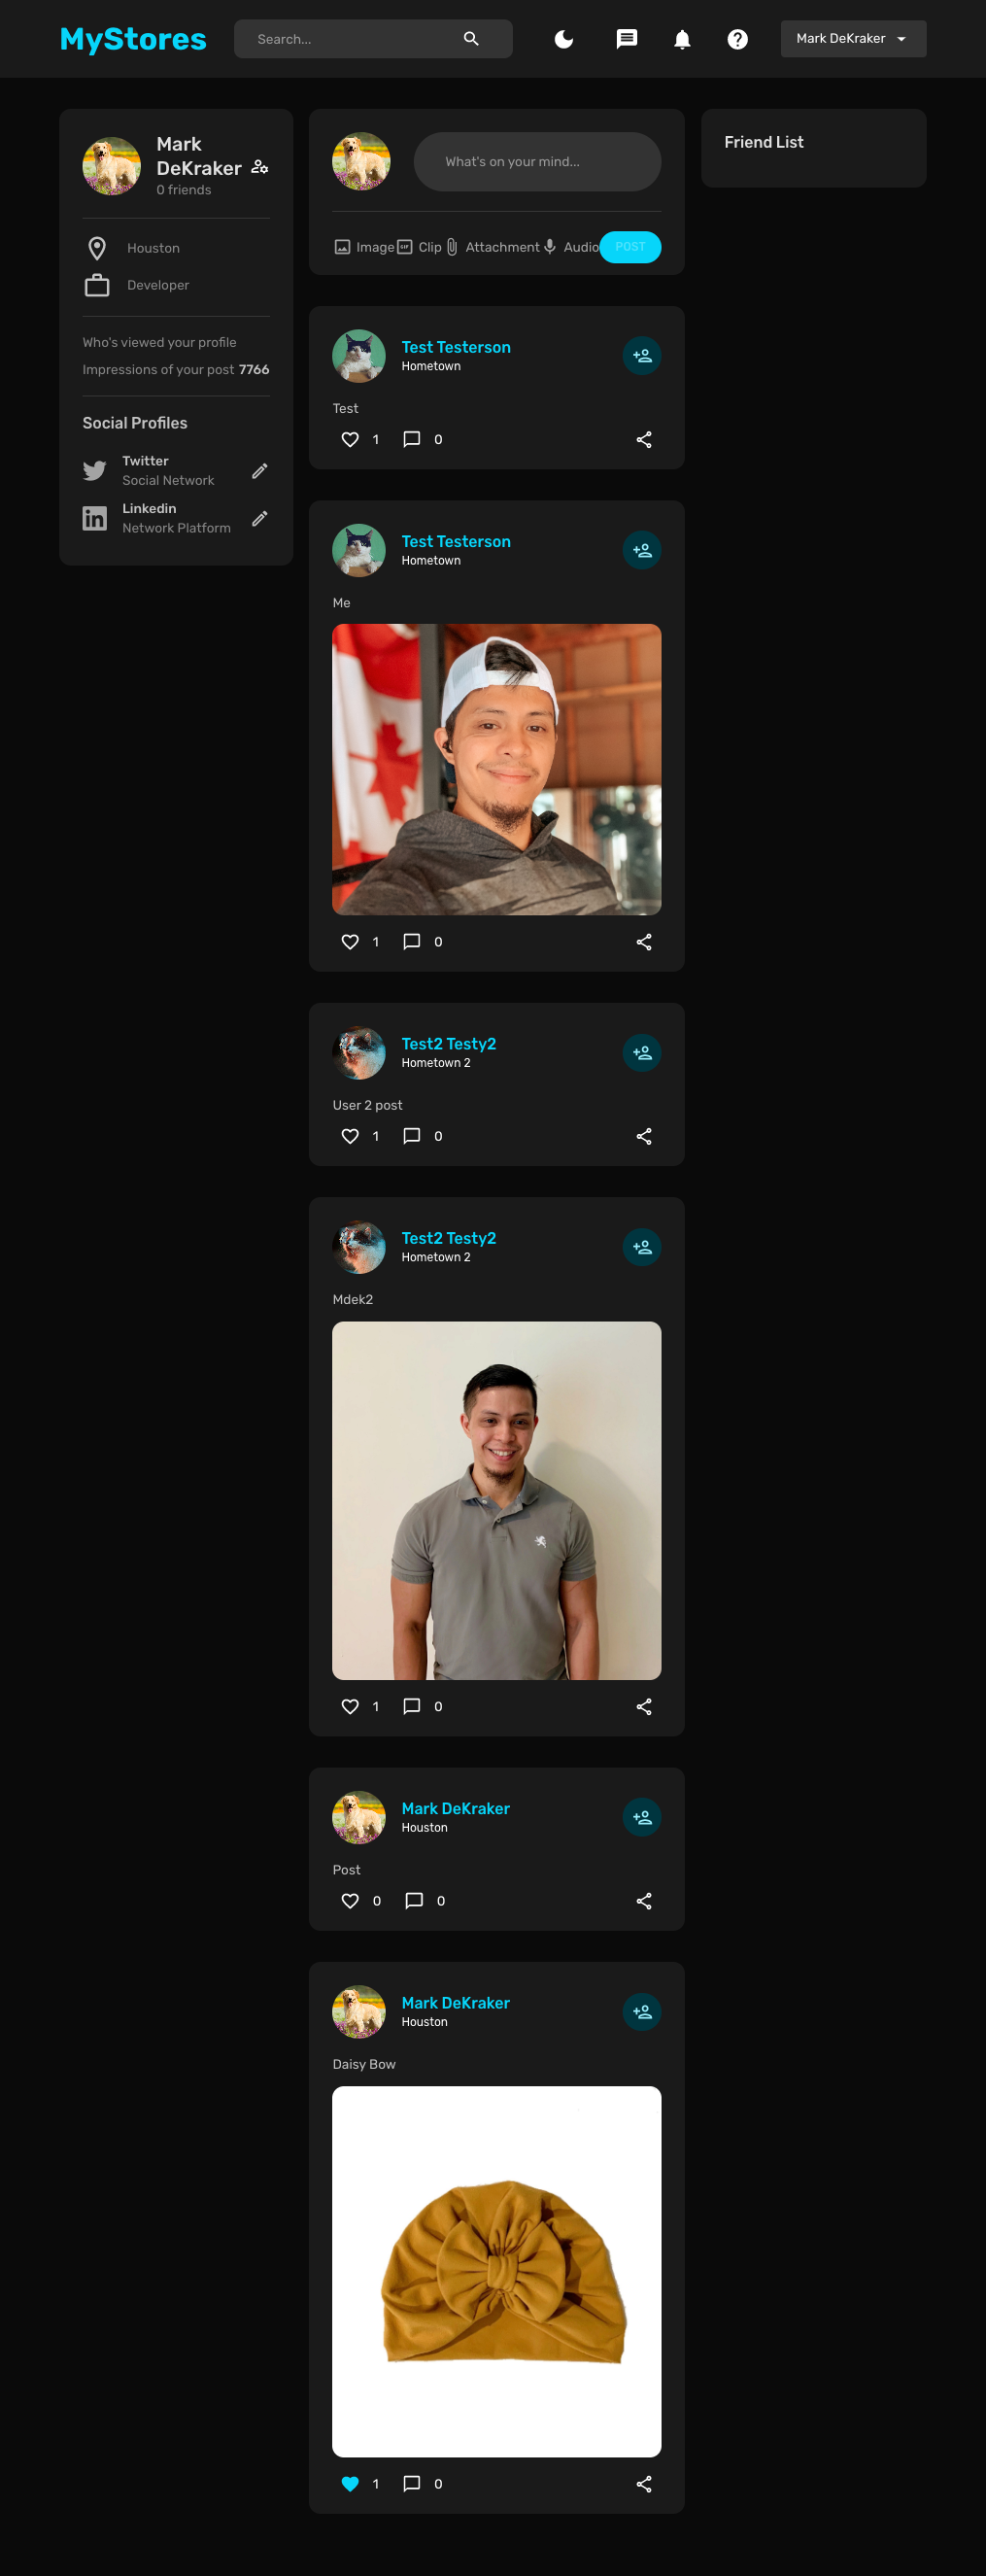 MyStores
Search...
Mark DeKraker
Mark
DeKraker
0 friends
Houston
Developer
Who's viewed your profile
Impressions of your post 7766
Social Profiles
Twitter
Social Network
Linkedin
Network Platform
What's on your mind...
Image Clip Attachment Audio POST
Test Testerson
Hometown
Test
1 0
Test Testerson
Hometown
Me
1 0
Test2 Testy2
Hometown 2
User 2 post
1 0
Test2 Testy2
Hometown 2
Mdek2
1 0
Mark DeKraker
Houston
Post
0 0
Mark DeKraker
Houston
Daisy Bow
1 0
Friend List